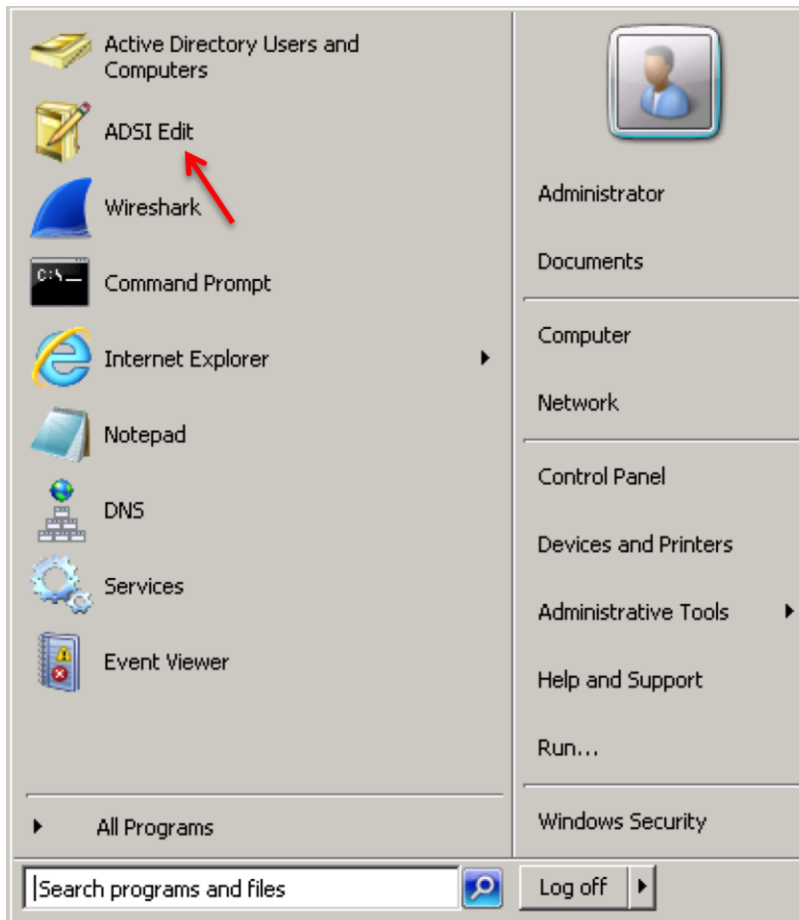 Active Directory Users and
Computers
ADSI Edit
Wireshark
C:\
Command Prompt
Internet Explorer
Notepad
DNS
Services
Event Viewer
All Programs
Search programs and files
Administrator
Documents
Computer
Network
Control Panel
Devices and Printers
Administrative Tools
Help and Support
Run...
Windows Security
Log off